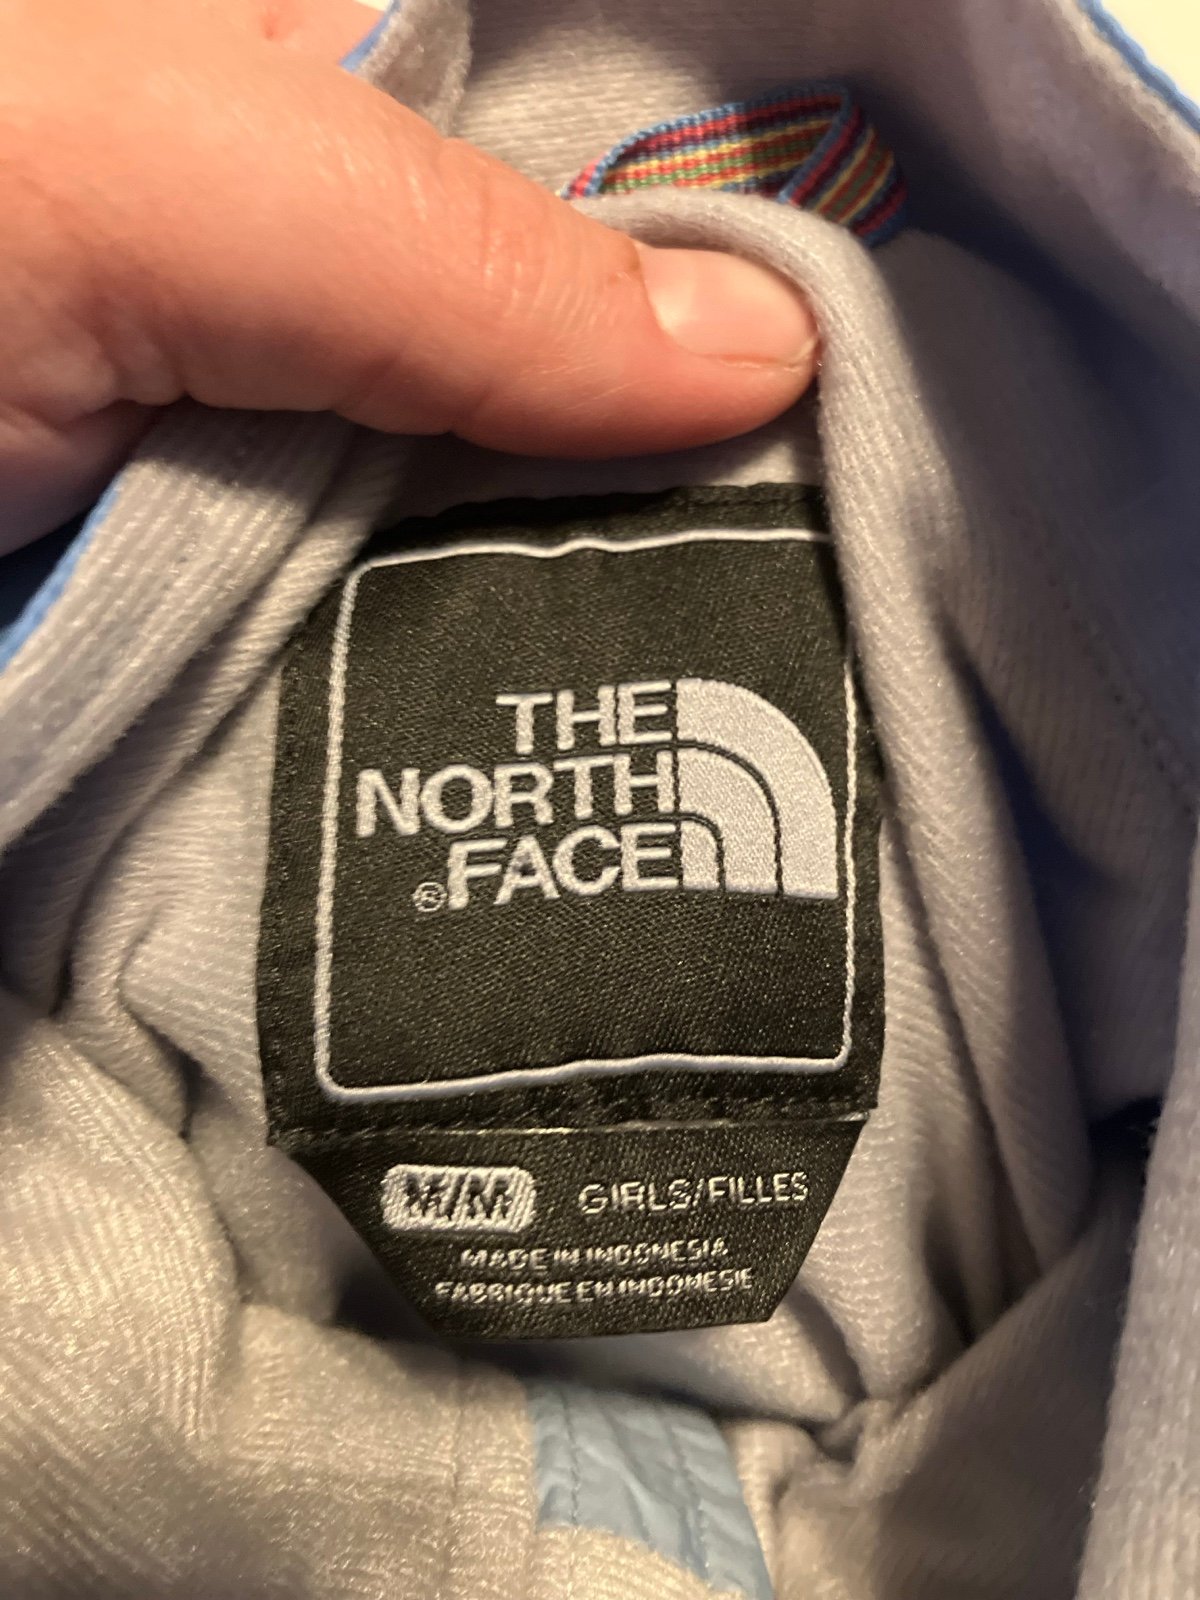 THE
NORTH
®FACE
M/M GIRLS/FILLES
MADE IN INDONESIA
FABRIQUE EN INDONESIE